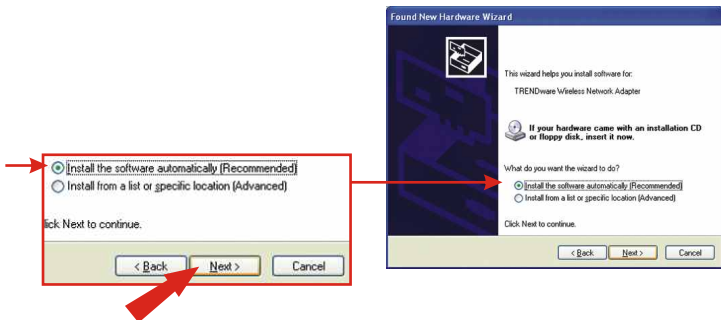 Found New Hardware Wizard
This wizard helps you install software for:
TRENDware Wireless Network Adapter
If your hardware came with an installation CD
or floppy disk, insert it now.
What do you want the wizard to do?
Install the software automatically (Recommended)
Install from a list or specific location (Advanced)
Click Next to continue.
< Back
Next >
Cancel
Install the software automatically (Recommended)
Install from a list or specific location (Advanced)
lick Next to continue.
< Back
Next >
Cancel